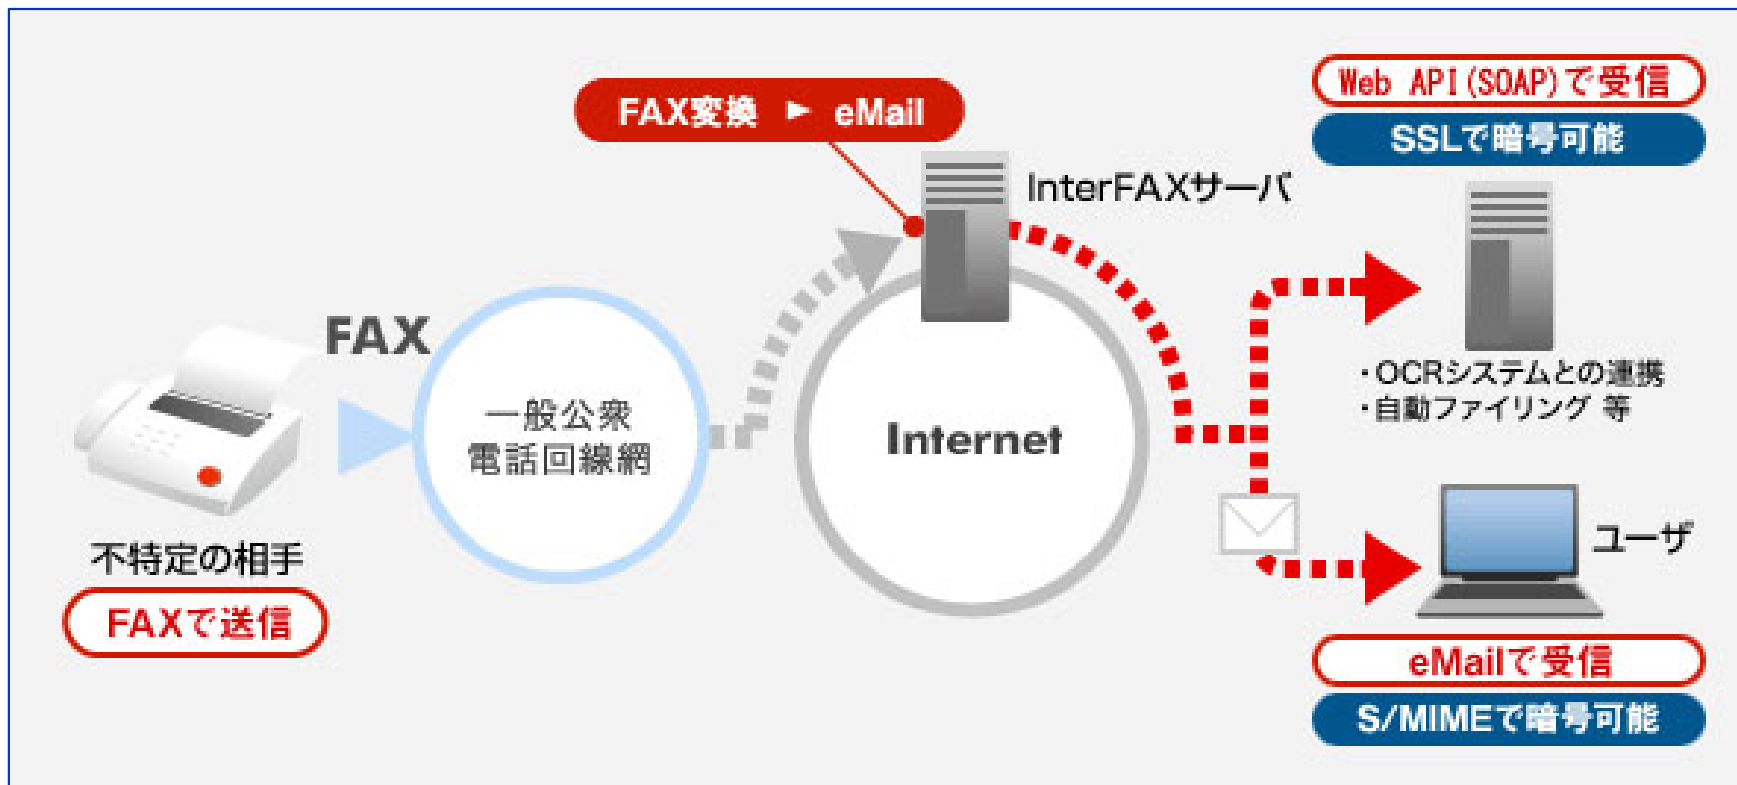 FAX変換 ► eMail
Web API(SOAP)で受信
SSLで暗号可能
InterFAXサーバ
FAX
一般公衆
電話回線網
Internet
・OCRシステムとの連携
・自動ファイリング 等
不特定の相手
FAXで送信
ユーザ
eMailで受信
S/MIMEで暗号可能